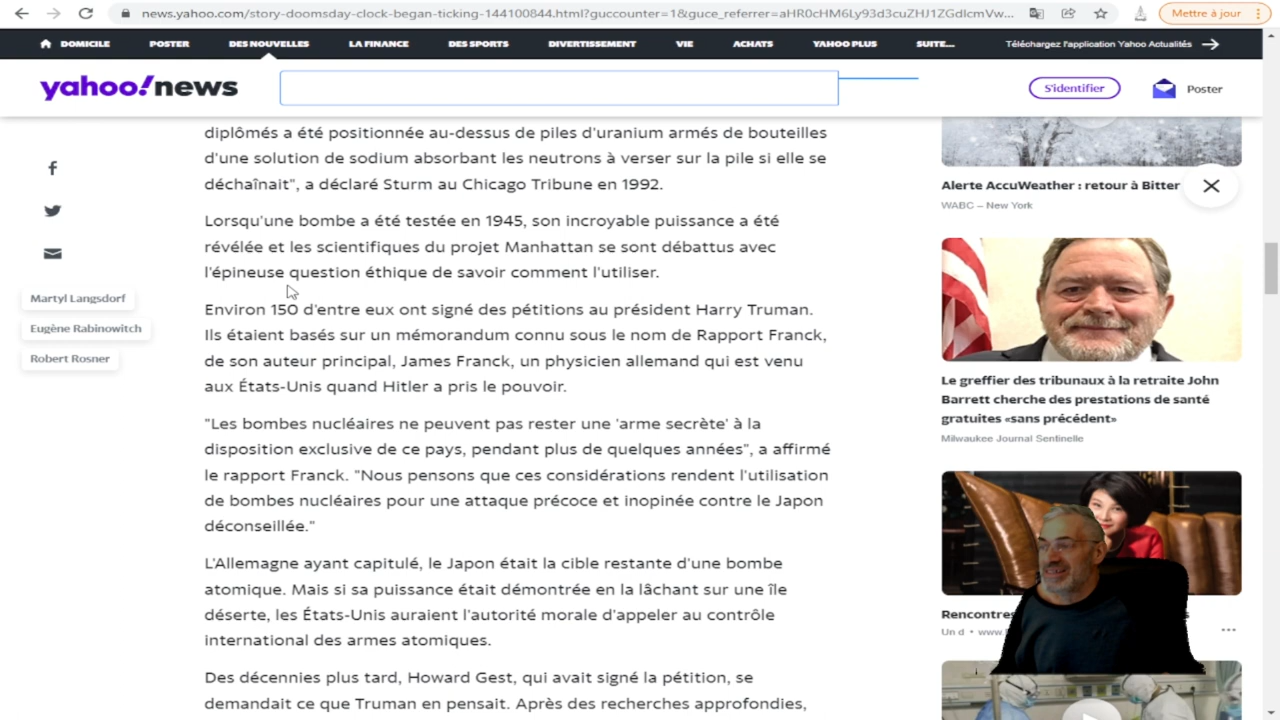 news.yahoo.com/story-doomsday-clock-began-ticking-144100844.html?guccounter=1&guce_referrer=aHR0cHM6Ly93d3cuZHJ1ZGdlcmVw...
Mettre à jour
DOMICILE POSTER DES NOUVELLES LA FINANCE DES SPORTS DIVERTISSEMENT VIE ACHATS YAHOO PLUS SUITE... Téléchargez l'application Yahoo Actualités
yahoo!news
S'identifier
Poster
diplômés a été positionnée au-dessus de piles d'uranium armés de bouteilles
d'une solution de sodium absorbant les neutrons à verser sur la pile si elle se
déchaînait", a déclaré Sturm au Chicago Tribune en 1992.
Lorsqu'une bombe a été testée en 1945, son incroyable puissance a été
révélée et les scientifiques du projet Manhattan se sont débattus avec
l'épineuse question éthique de savoir comment l'utiliser.
Environ 150 d'entre eux ont signé des pétitions au président Harry Truman.
Ils étaient basés sur un mémorandum connu sous le nom de Rapport Franck,
de son auteur principal, James Franck, un physicien allemand qui est venu
aux États-Unis quand Hitler a pris le pouvoir.
"Les bombes nucléaires ne peuvent pas rester une 'arme secrète' à la
disposition exclusive de ce pays, pendant plus de quelques années", a affirmé
le rapport Franck. "Nous pensons que ces considérations rendent l'utilisation
de bombes nucléaires pour une attaque précoce et inopinée contre le Japon
déconseillée."
L'Allemagne ayant capitulé, le Japon était la cible restante d'une bombe
atomique. Mais si sa puissance était démontrée en la lâchant sur une île
déserte, les États-Unis auraient l'autorité morale d'appeler au contrôle
international des armes atomiques.
Des décennies plus tard, Howard Gest, qui avait signé la pétition, se
demandait ce que Truman en pensait. Après des recherches approfondies,
Martyl Langsdorf
Eugène Rabinowitch
Robert Rosner
Alerte AccuWeather : retour à Bitter
WABC – New York
Le greffier des tribunaux à la retraite John
Barrett cherche des prestations de santé
gratuites «sans précédent»
Milwaukee Journal Sentinelle
Rencontres
Un d • www.